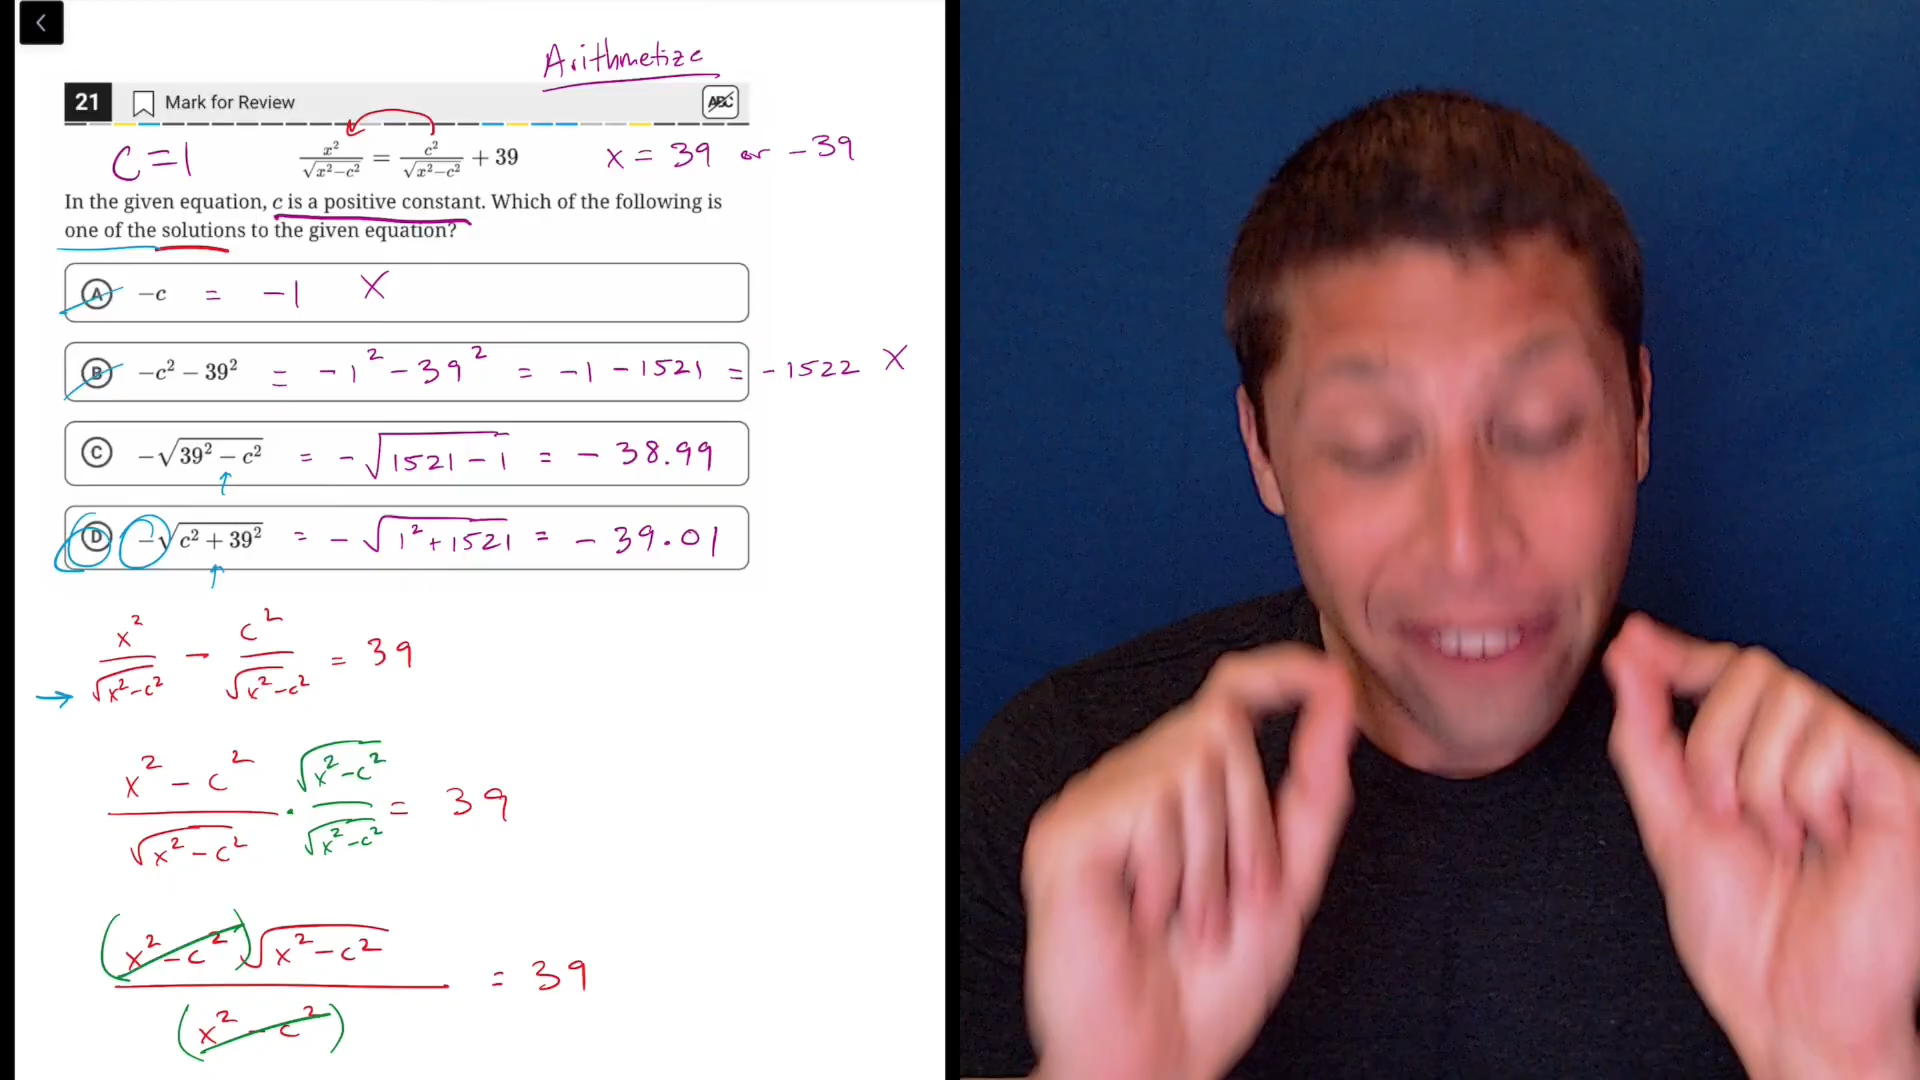 Arithmetize
21 Mark for Review ABC
C = 1 x²/√x²−c² = c²/√x²−c² + 39 x = 39 or −39
In the given equation, c is a positive constant. Which of the following is
one of the solutions to the given equation?
A −c = −1 X
B −c² − 39² = −1² − 39² = −1 − 1521 = −1522 X
C −√39² − c² = −√1521 − 1 = −38.99
D −√c² + 39² = −√1² + 1521 = −39.01
x²/√x²−c² − c²/√x²−c² = 39
x² − c²/√x²−c² · √x²−c²/√x²−c² = 39
(x² − c²)√x² − c²/(x² − c²) = 39